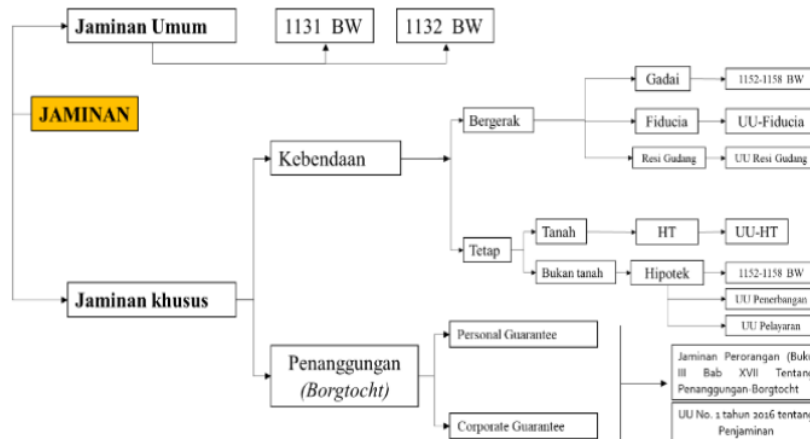 Jaminan Umum
1131 BW
1132 BW
JAMINAN
Jaminan khusus
Kebendaan
Bergerak
Gadai
1152-1158 BW
Fiducia
UU-Fiducia
Resi Gudang
UU Resi Gudang
Tetap
Tanah
HT
UU-HT
Bukan tanah
Hipotek
1152-1158 BW
UU Penerbangan
UU Pelayaran
Penanggungan
(Borgtocht)
Personal Guarantee
Corporate Guarantee
Jaminan Perorangan (Buku
III Bab XVII Tentang
Penanggungan-Borgtocht
UU No. 1 tahun 2016 tentang
Penjaminan